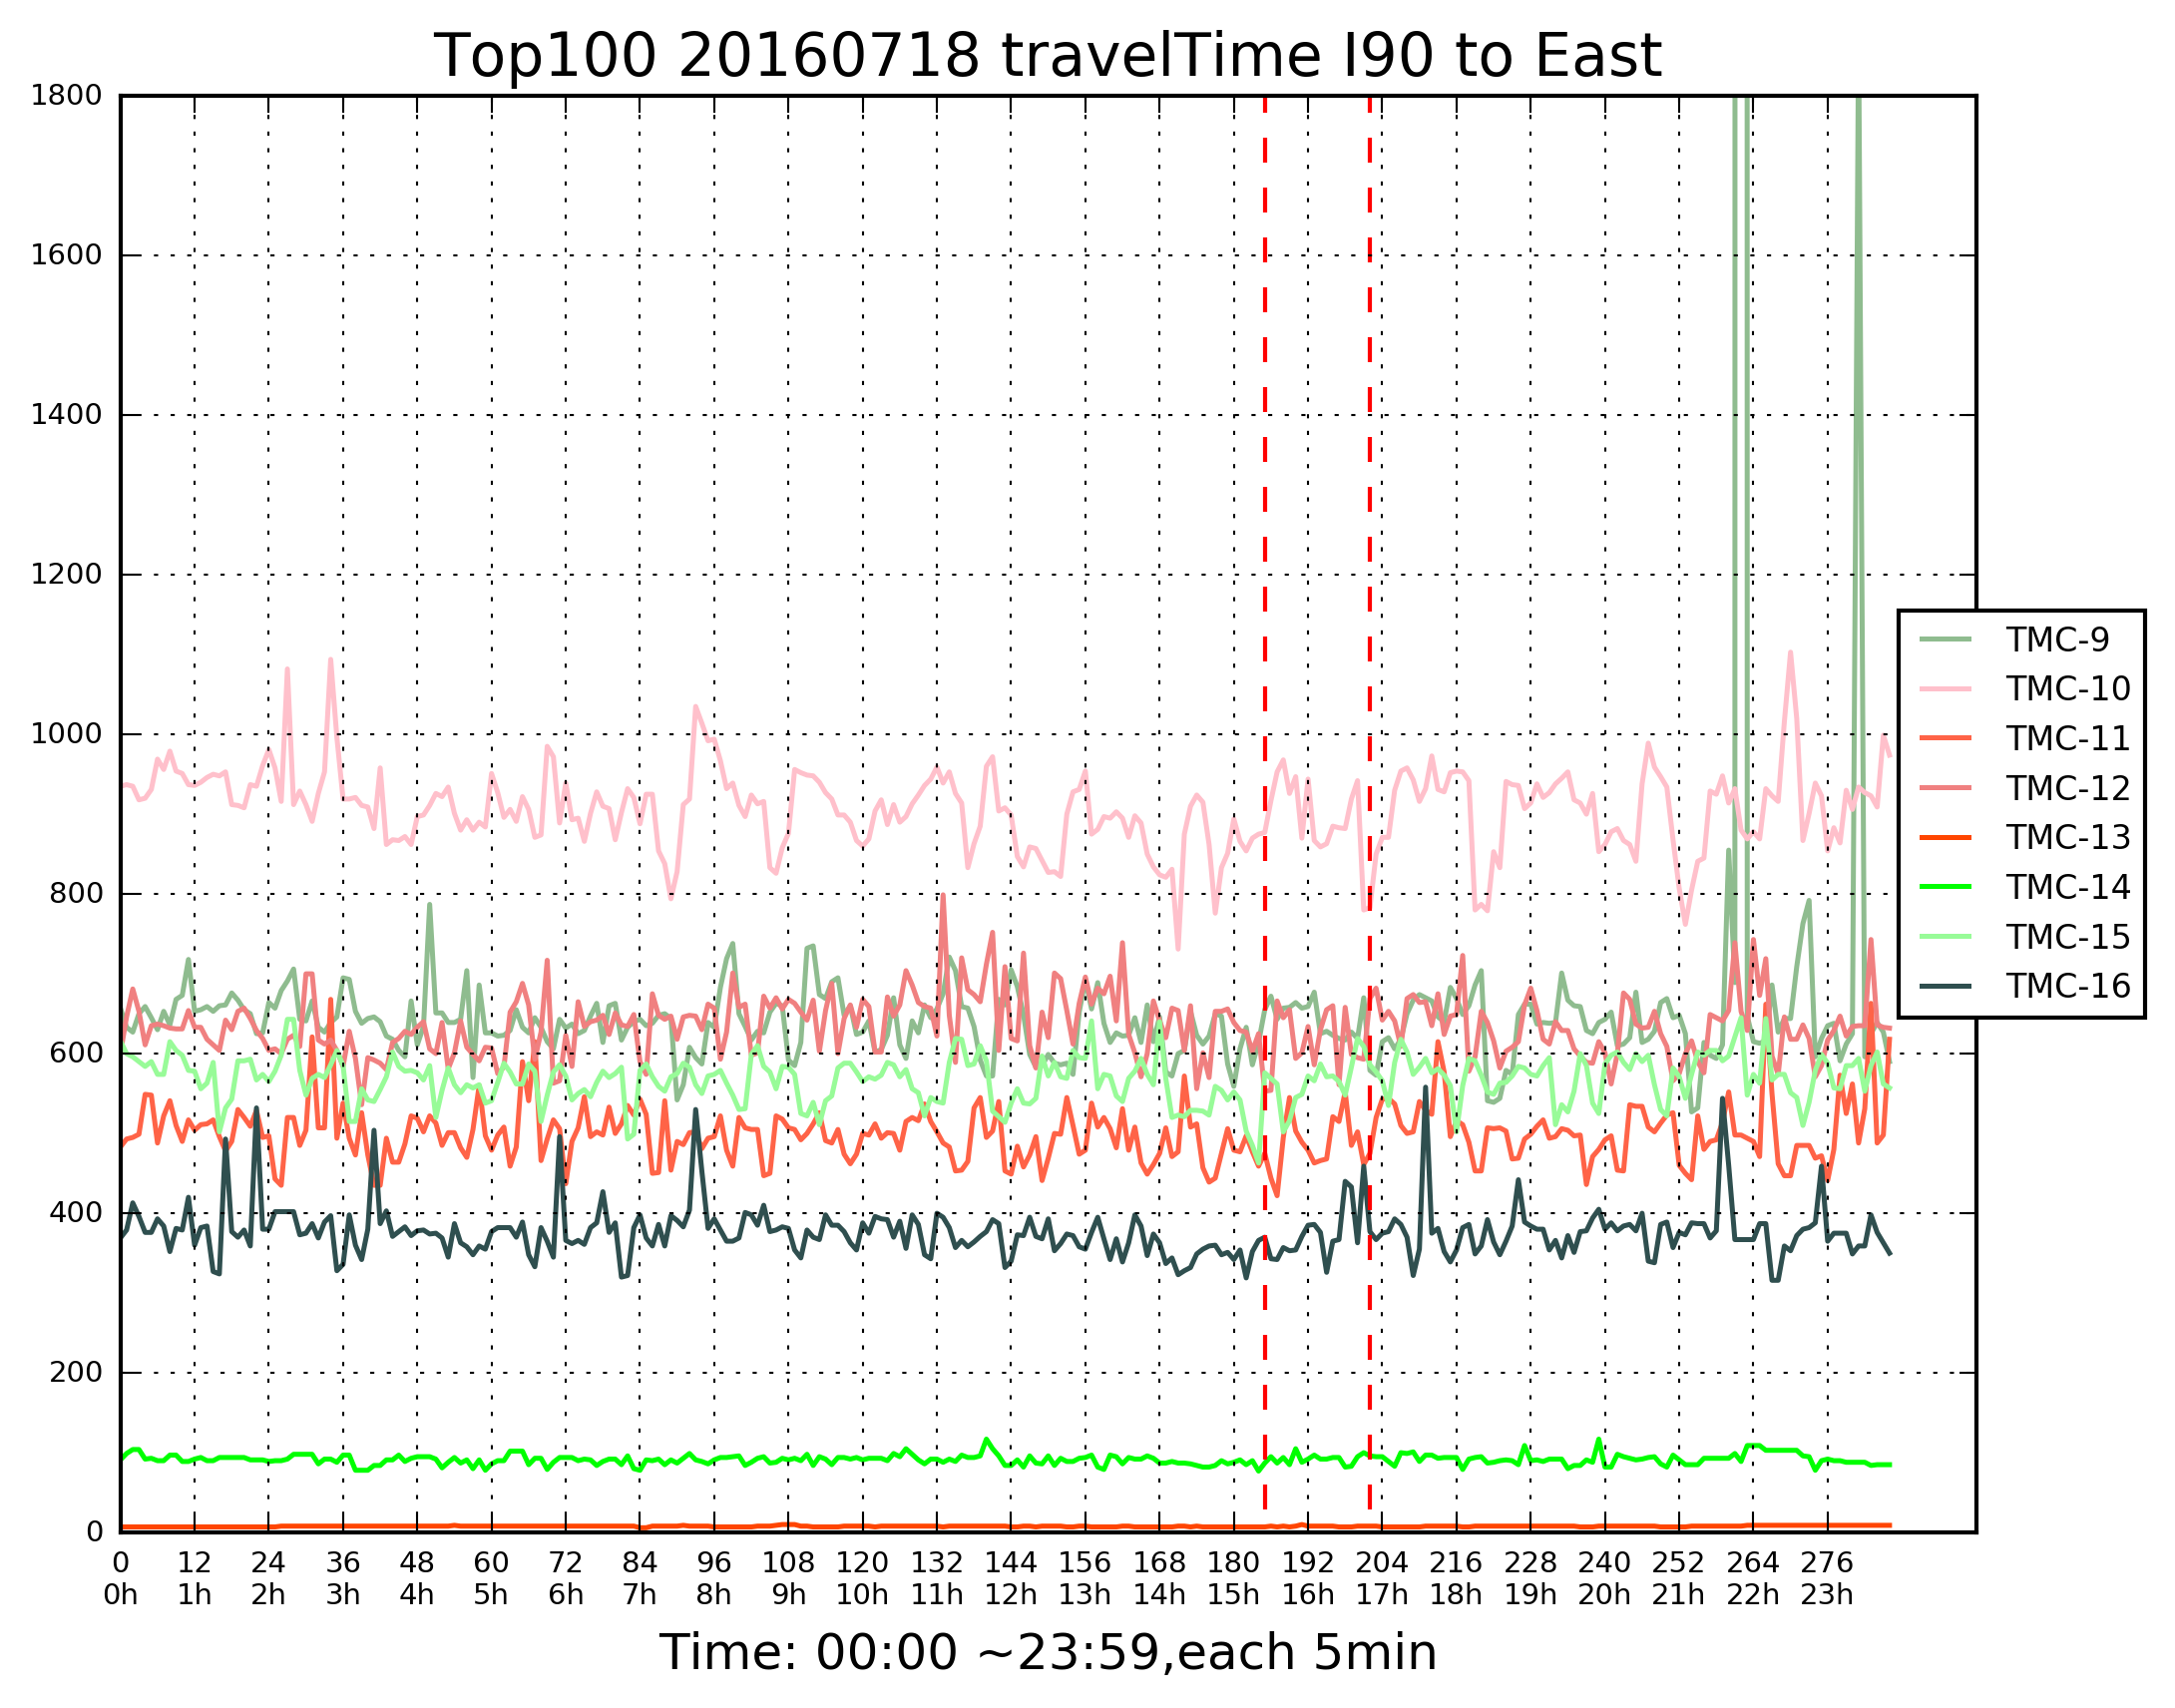 Top100 20160718 travelTime I90 to East
1800
1600
1400
1200
1000
800
600
400
200
0
TMC-9
TMC-10
TMC-11
TMC-12
TMC-13
TMC-14
TMC-15
TMC-16
0 12 24 36 48 60 72 84 96 108 120 132 144 156 168 180 192 204 216 228 240 252 264 276
0h 1h 2h 3h 4h 5h 6h 7h 8h 9h 10h 11h 12h 13h 14h 15h 16h 17h 18h 19h 20h 21h 22h 23h
Time: 00:00 ~23:59,each 5min